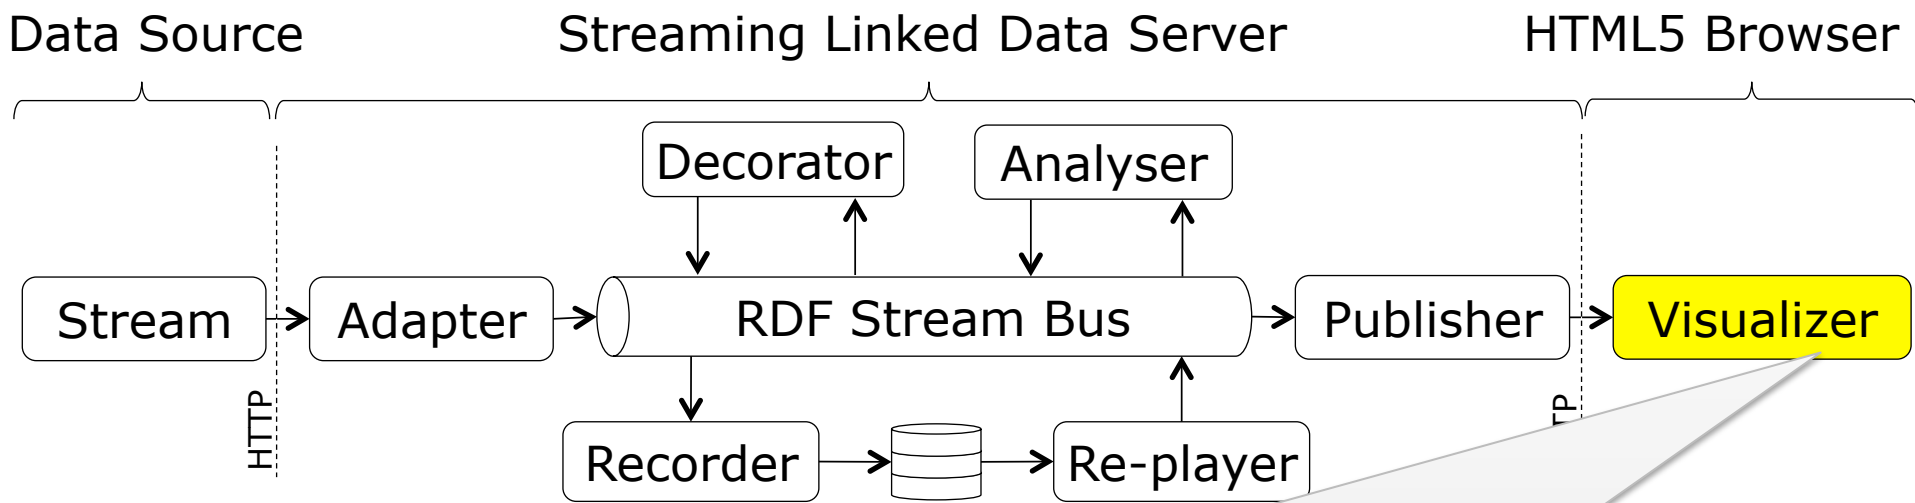 Data Source
Streaming Linked Data Server
HTML5 Browser
Decorator
Analyser
Stream
Adapter
RDF Stream Bus
Publisher
Visualizer
HTTP
TP
Recorder
Re-player